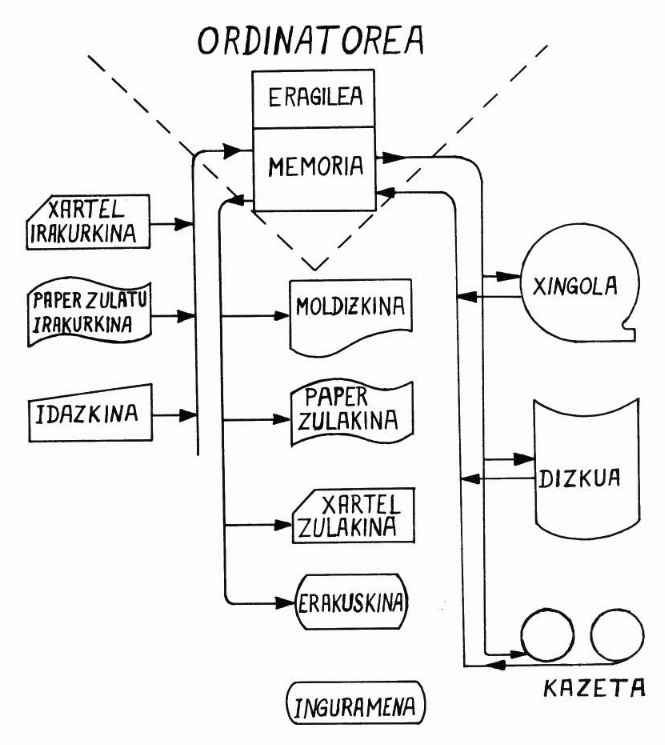 ORDINATOREA
ERAGILEA
MEMORIA
XARTEL
IRAKURKINA
PAPER ZULATU
IRAKURKINA
IDAZKINA
MOLDIZKINA
PAPER
ZULAKINA
XARTEL
ZULAKINA
ERAKUSKINA
XINGOLA
DIZKUA
KAZETA
INGURAMENA